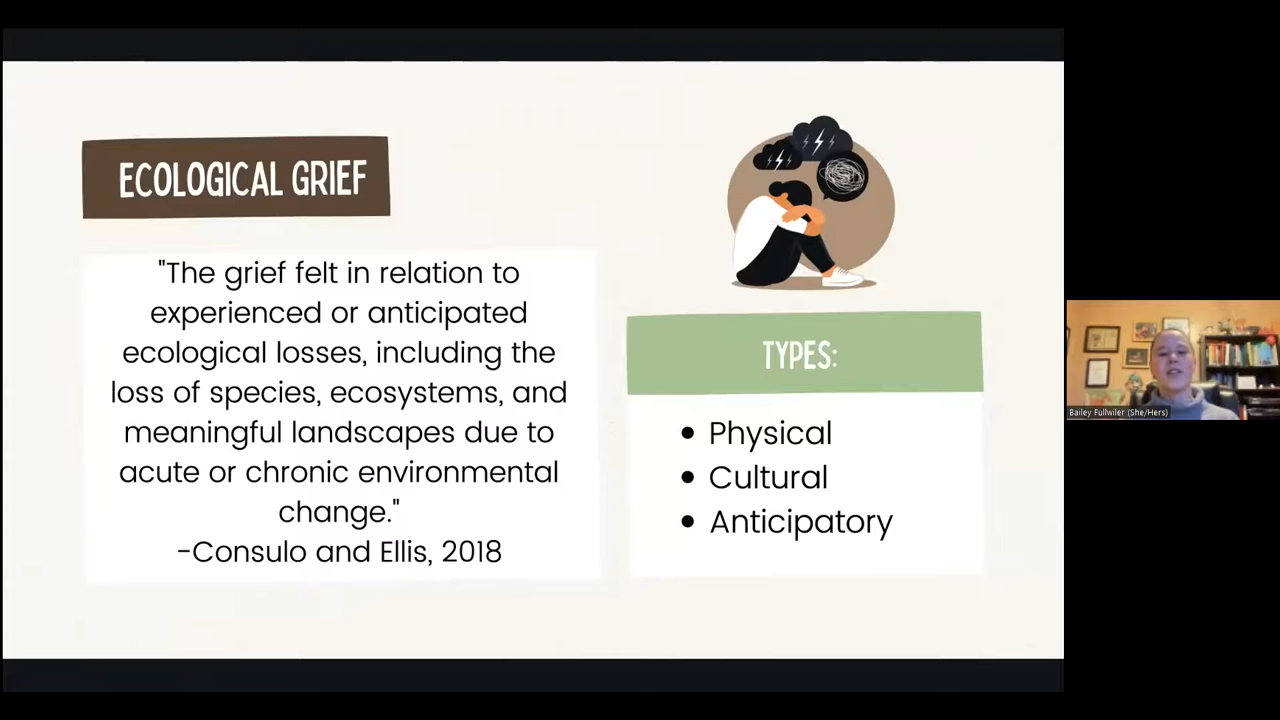 ECOLOGICAL GRIEF
"The grief felt in relation to
experienced or anticipated
ecological losses, including the
loss of species, ecosystems, and
meaningful landscapes due to
acute or chronic environmental
change."
-Consulo and Ellis, 2018
TYPES:
• Physical
• Cultural
• Anticipatory
Bailey Fullwiler (She/Hers)